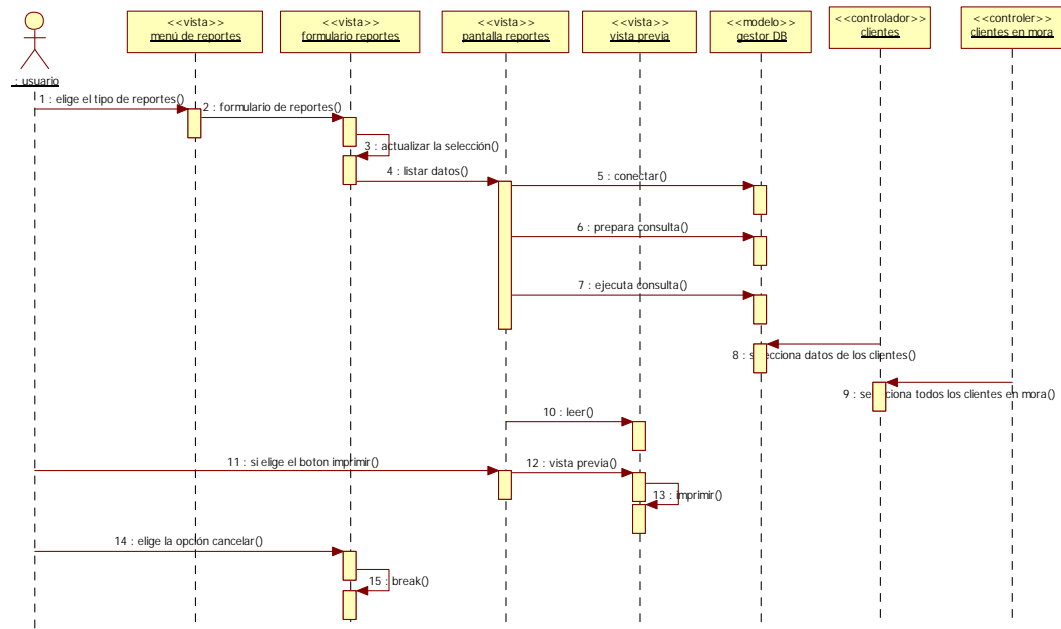 <<vista>>
menú de reportes
<<vista>>
formulario reportes
<<vista>>
pantalla reportes
<<vista>>
vista previa
<<modelo>>
gestor DB
<<controlador>>
clientes
<<controler>>
clientes en mora
: usuario
1 : elige el tipo de reportes()
2 : formulario de reportes()
3 : actualizar la selección()
4 : listar datos()
5 : conectar()
6 : prepara consulta()
7 : ejecuta consulta()
8 : selecciona datos de los clientes()
9 : selecciona todos los clientes en mora()
10 : leer()
11 : si elige el boton imprimir()
12 : vista previa()
13 : imprimir()
14 : elige la opción cancelar()
15 : break()